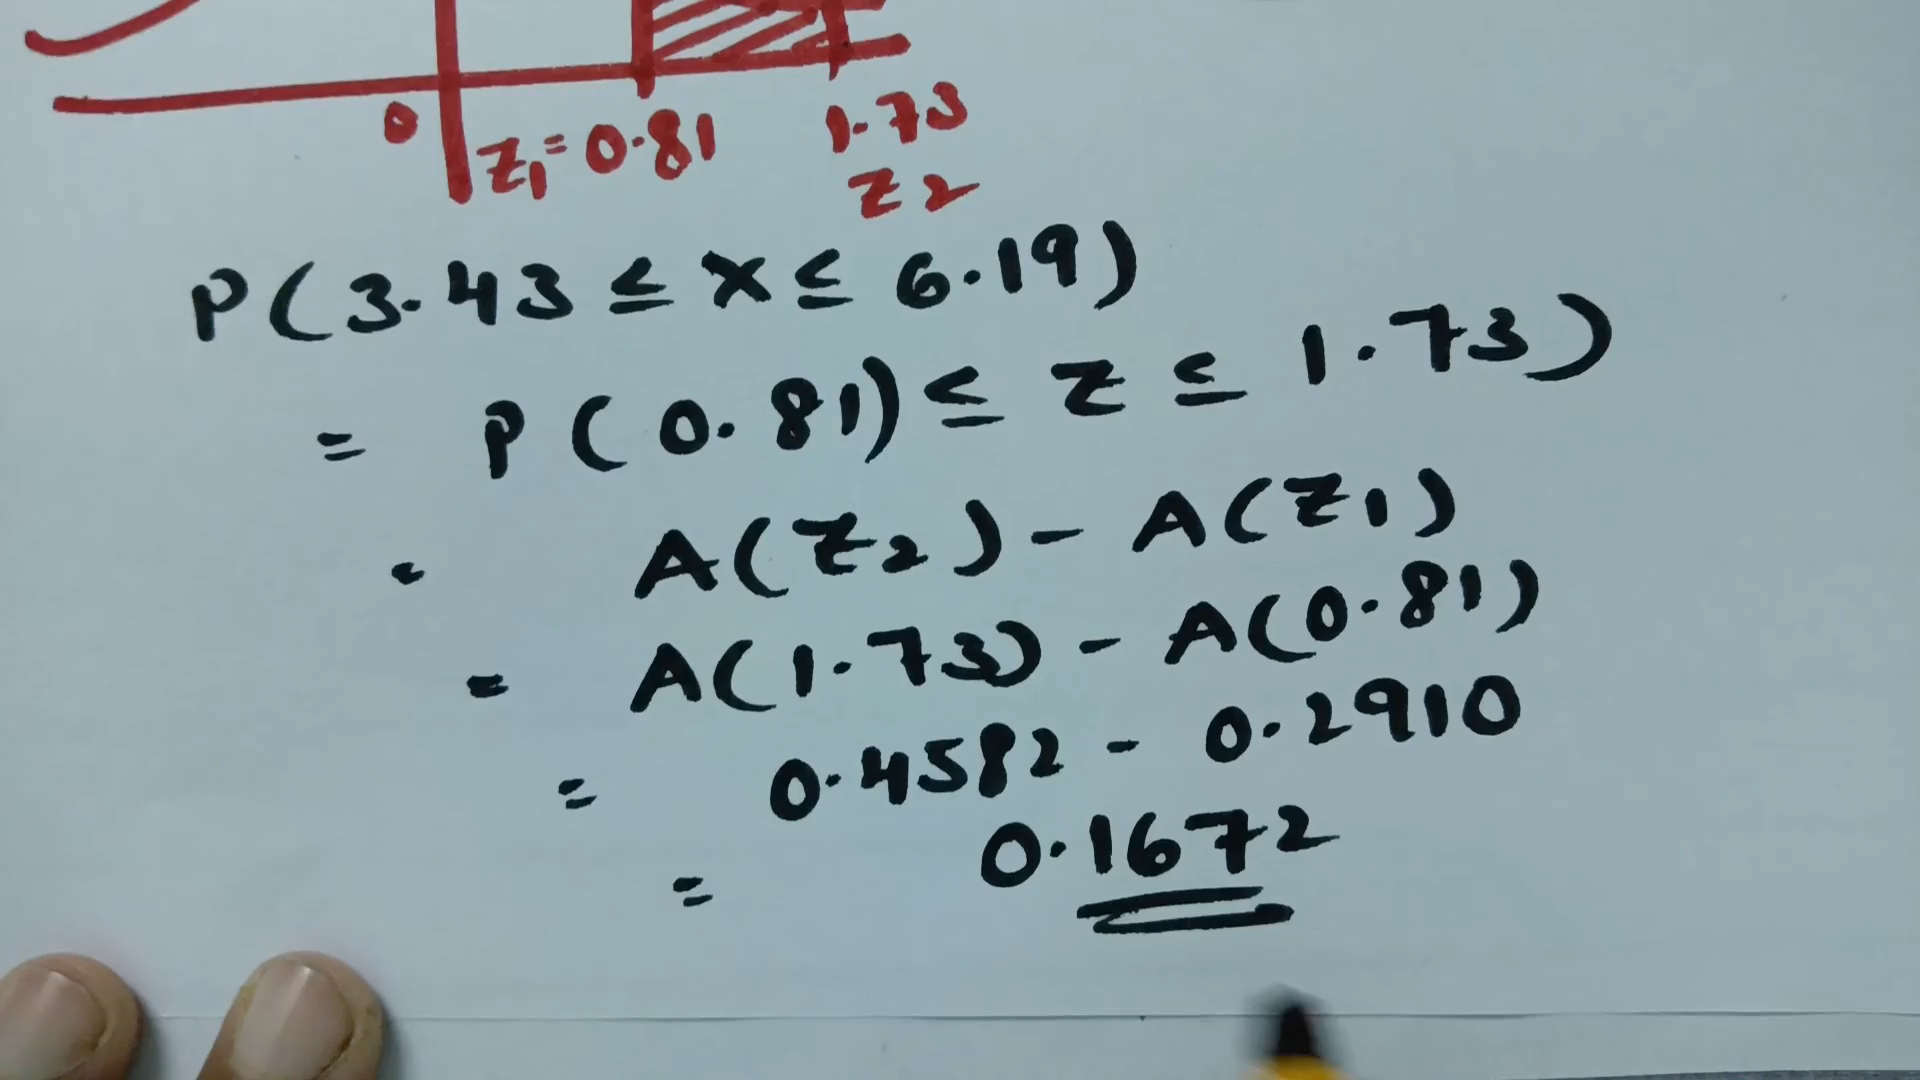 0 z₁=0.81 1.73
z2
P(3.43 ≤ x ≤ 6.19)
= P(0.81) ≤ z ≤ 1.73)
= A(z₂) - A(z₁)
= A(1.73) - A(0.81)
= 0.4582 - 0.2910
= 0.1672